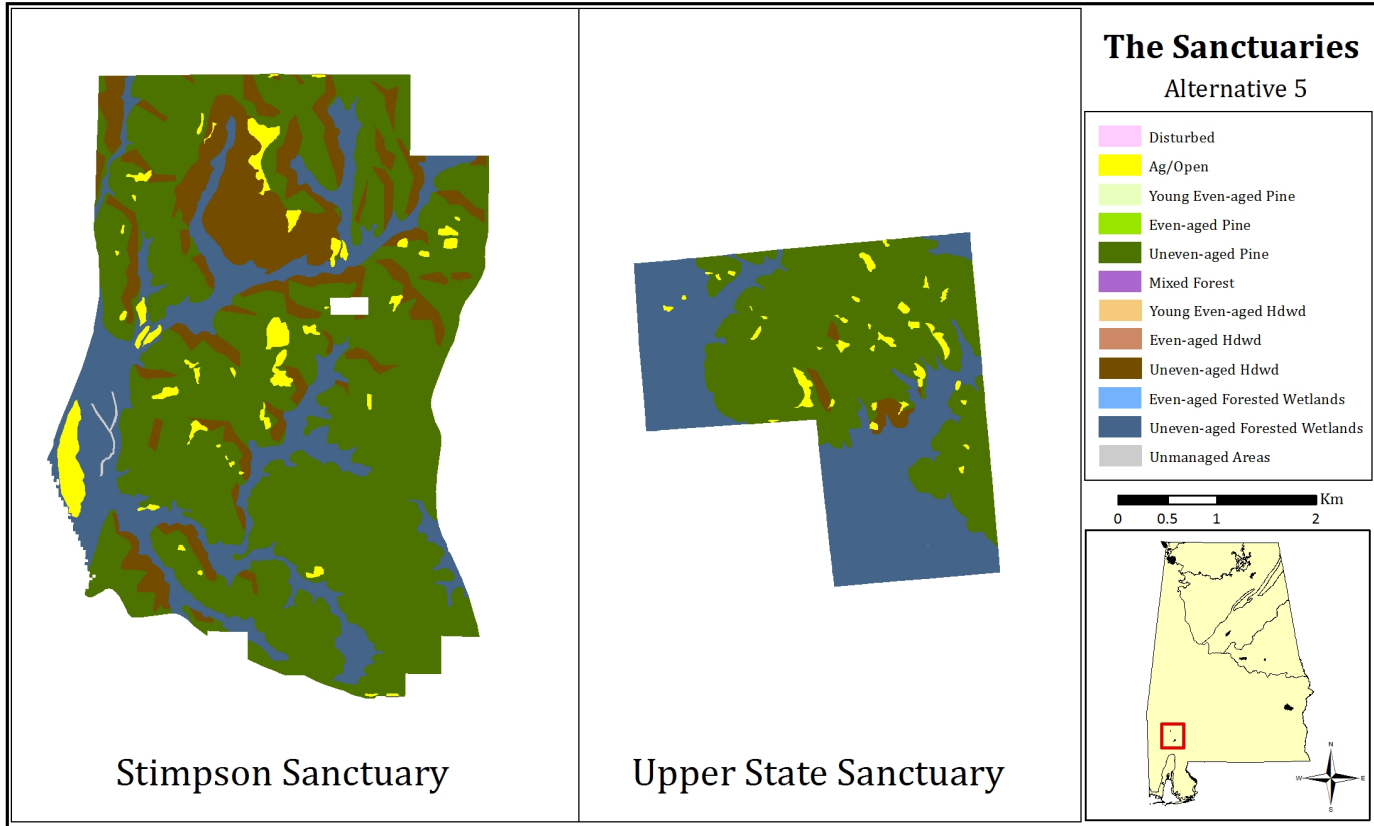 The Sanctuaries
Alternative 5
Disturbed
Ag/Open
Young Even-aged Pine
Even-aged Pine
Uneven-aged Pine
Mixed Forest
Young Even-aged Hdwd
Even-aged Hdwd
Uneven-aged Hdwd
Even-aged Forested Wetlands
Uneven-aged Forested Wetlands
Unmanaged Areas
Km
0 0.5 1 2
N
W E
S
Stimpson Sanctuary
Upper State Sanctuary